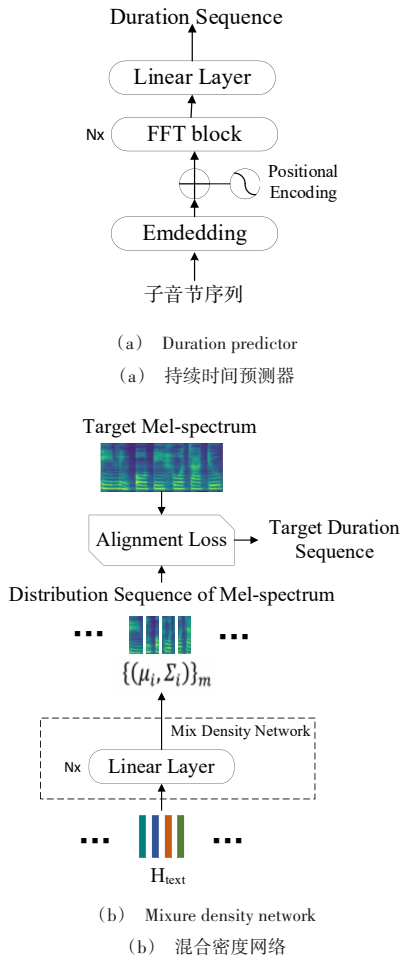 Duration Sequence
Linear Layer
Nx FFT block
Positional
Encoding
Emdedding
子音节序列
(a) Duration predictor
(a) 持续时间预测器
Target Mel-spectrum
Alignment Loss
Target Duration
Sequence
Distribution Sequence of Mel-spectrum
... ...
{(μᵢ,Σᵢ)}ₘ
Mix Density Network
Nx Linear Layer
... ...
Hₜₑₓₜ
(b) Mixure density network
(b) 混合密度网络